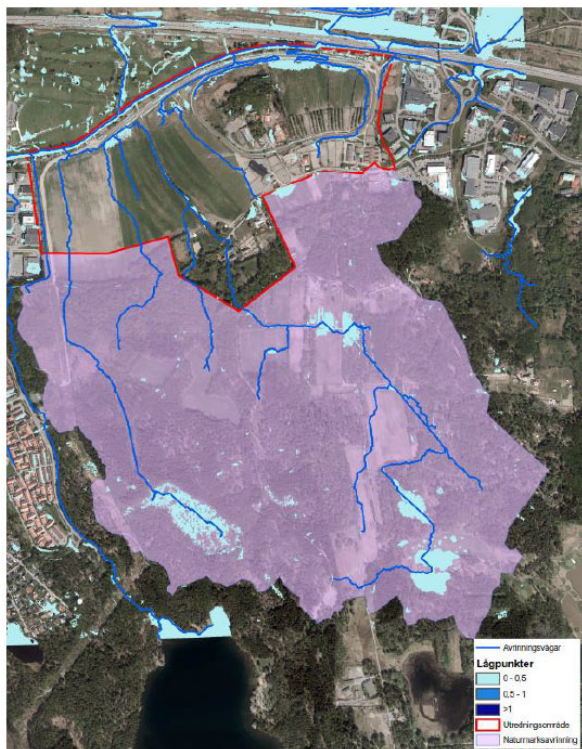 Avrinningsvägar
Lågpunkter
0 - 0,5
0,5 - 1
>1
Utredningsområde
Naturmarksavrinning